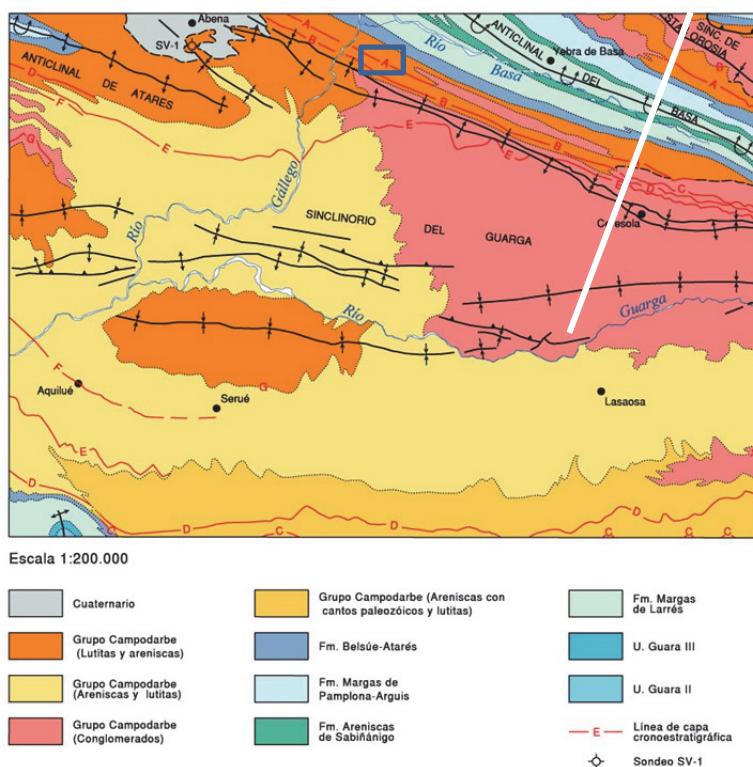 Abena
SV-1
ANTICLINAL DE ATARES
A
B
A
Río
Basa
ANTICLINAL DEL BASA
Yebra de Basa
SINC. DE
STA. OROSIA
B
A
D
F
G
E
E
E
B
B
C
D
C
E
D
Río Gállego
SINCLINORIO DEL GUARGA
Río
Guarga
F
Aquilué
Serué
G
Lasaosa
E
D
D
D
D
C
C
C
C
Escala 1:200.000
Cuaternario
Grupo Campodarbe
(Lutitas y areniscas)
Grupo Campodarbe
(Areniscas y lutitas)
Grupo Campodarbe
(Conglomerados)
Grupo Campodarbe (Areniscas con
cantos paleozóicos y lutitas)
Fm. Belsúe-Atarés
Fm. Margas de
Pamplona-Arguis
Fm. Areniscas
de Sabiñánigo
Fm. Margas
de Larrés
U. Guara III
U. Guara II
E
Línea de capa
cronoestratigráfica
Sondeo SV-1